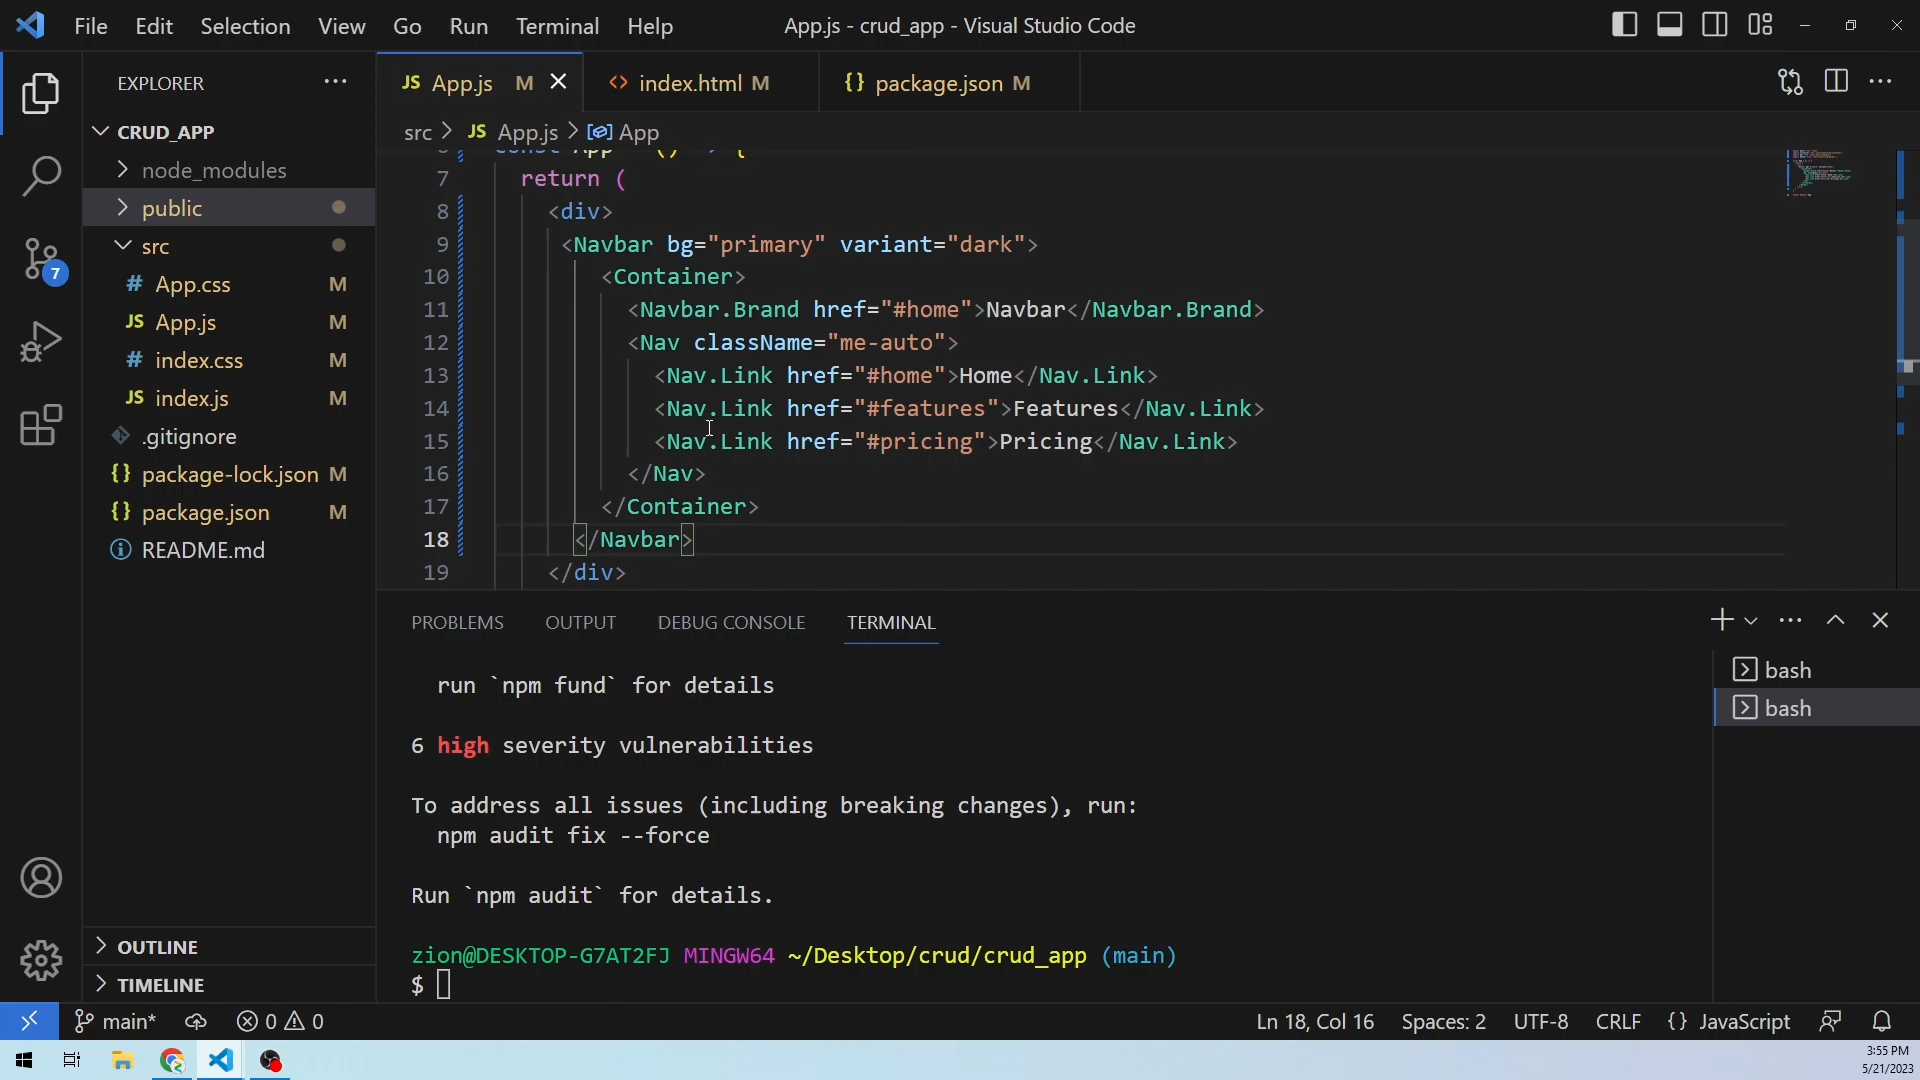 File Edit Selection View Go Run Terminal Help App.js - crud_app - Visual Studio Code
EXPLORER
CRUD_APP
node_modules
public
src
# App.css M
JS App.js M
# index.css M
JS index.js M
.gitignore
{} package-lock.json M
{} package.json M
README.md
OUTLINE
TIMELINE
7
JS App.js M
<> index.html M
{} package.json M
src > JS App.js > App
7 return (
8 <div>
9 <Navbar bg="primary" variant="dark">
10 <Container>
11 <Navbar.Brand href="#home">Navbar</Navbar.Brand>
12 <Nav className="me-auto">
13 <Nav.Link href="#home">Home</Nav.Link>
14 <Nav.Link href="#features">Features</Nav.Link>
15 <Nav.Link href="#pricing">Pricing</Nav.Link>
16 </Nav>
17 </Container>
18 </Navbar>
19 </div>
PROBLEMS OUTPUT DEBUG CONSOLE TERMINAL
bash
bash
run `npm fund` for details
6 high severity vulnerabilities
To address all issues (including breaking changes), run:
npm audit fix --force
Run `npm audit` for details.
zion@DESKTOP-G7AT2FJ MINGW64 ~/Desktop/crud/crud_app (main)
$
main* 0 0 Ln 18, Col 16 Spaces: 2 UTF-8 CRLF {} JavaScript
3:55 PM
5/21/2023